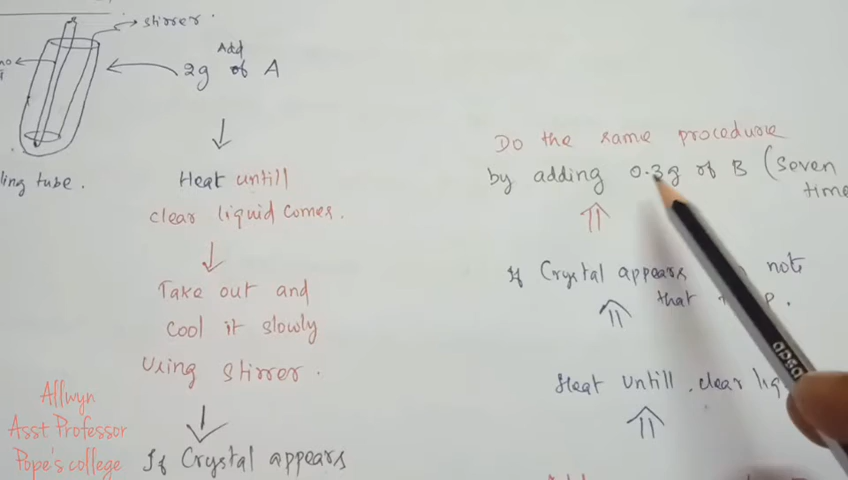 stirrer.
Add
2g of A
ling tube.
Heat untill
clear liquid comes.
Take out and
cool it slowly
Using stirrer.
If Crystal appears
Allwyn
Asst Professor
Pope's college
Do the same procedure
by adding 0.3g of B (Seven
time
If Crystal appears note
that P.
Heat Untill clear liq